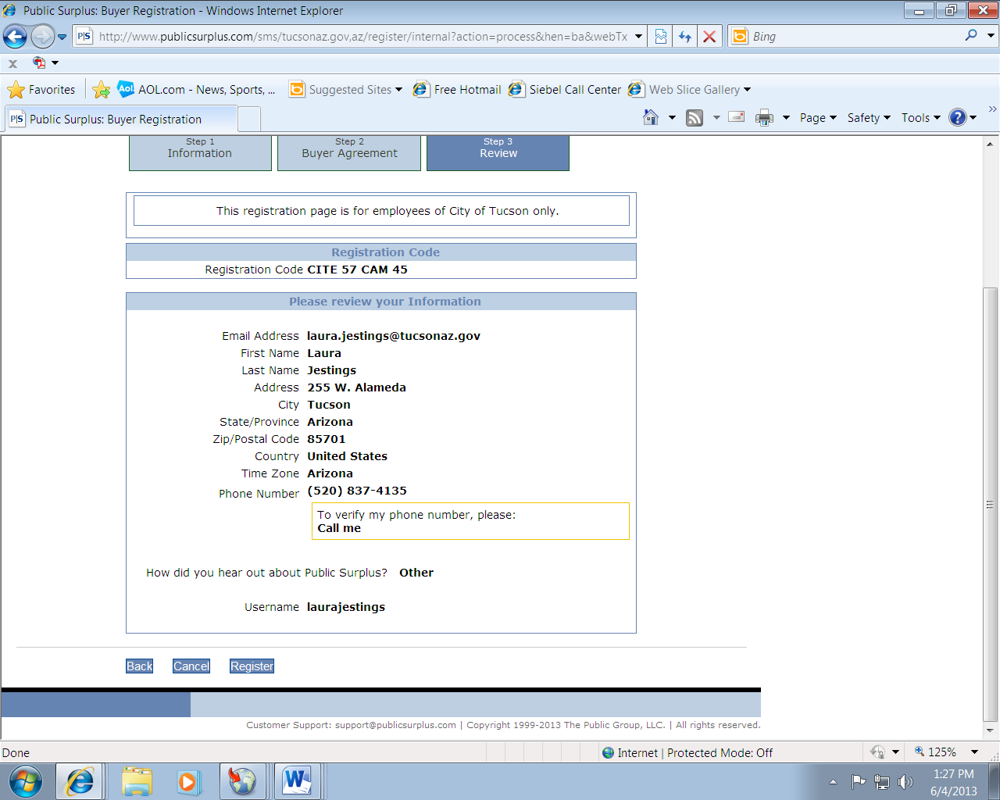 Public Surplus: Buyer Registration - Windows Internet Explorer
P|S http://www.publicsurplus.com/sms/tucsonaz.gov,az/register/internal?action=process&hen=ba&webTx
Bing
x
Favorites AOL.com - News, Sports, ... Suggested Sites Free Hotmail Siebel Call Center Web Slice Gallery
P|S Public Surplus: Buyer Registration
Page Safety Tools
Step 1
Information
Step 2
Buyer Agreement
Step 3
Review
This registration page is for employees of City of Tucson only.
Registration Code
Registration Code CITE 57 CAM 45
Please review your Information
Email Address laura.jestings@tucsonaz.gov
First Name Laura
Last Name Jestings
Address 255 W. Alameda
City Tucson
State/Province Arizona
Zip/Postal Code 85701
Country United States
Time Zone Arizona
Phone Number (520) 837-4135
To verify my phone number, please:
Call me
How did you hear out about Public Surplus? Other
Username laurajestings
Back Cancel Register
Customer Support: support@publicsurplus.com | Copyright 1999-2013 The Public Group, LLC. | All rights reserved.
Done
Internet | Protected Mode: Off
125%
1:27 PM
6/4/2013